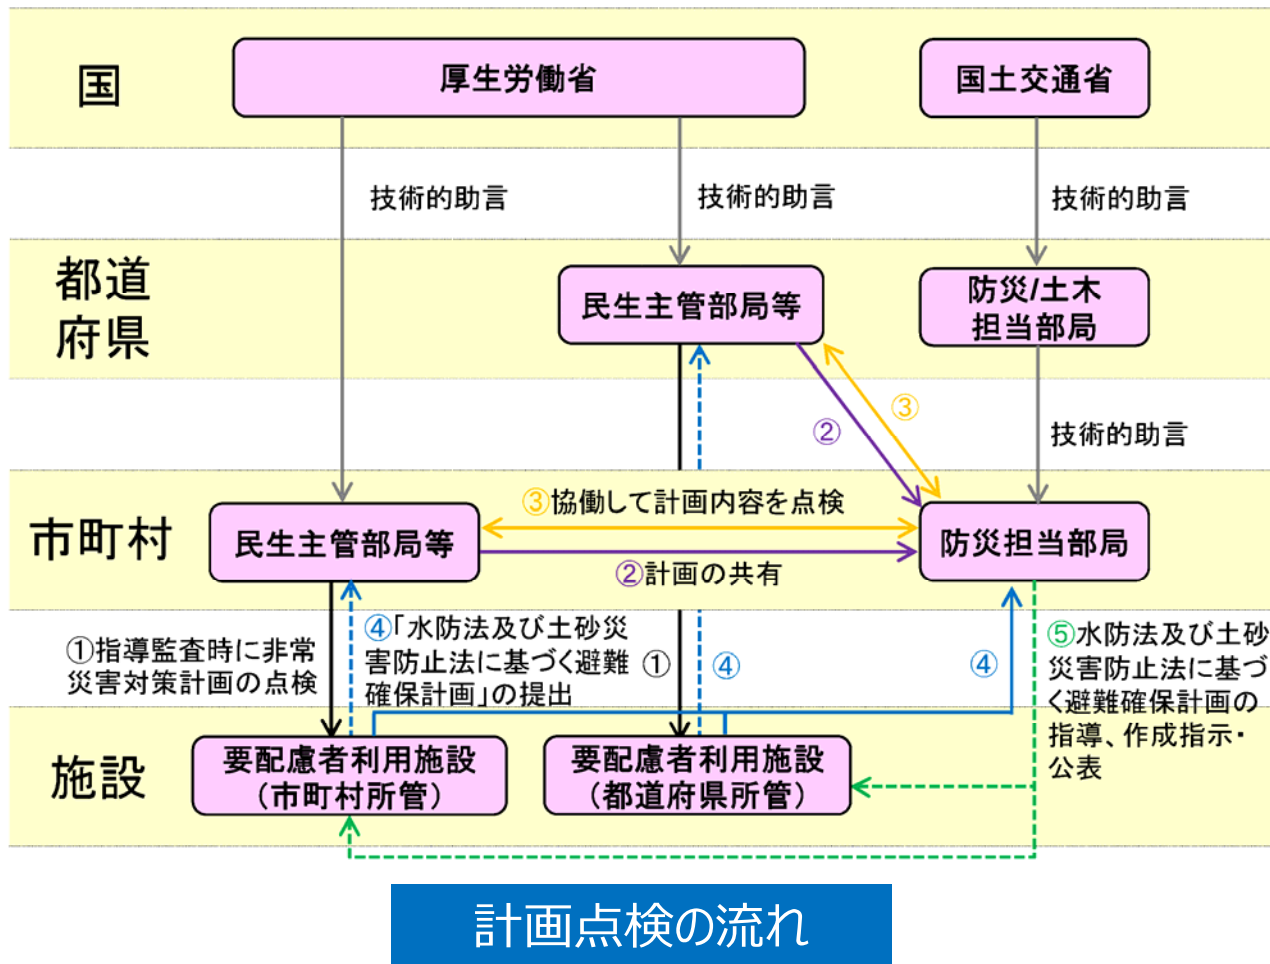 国
厚生労働省
国土交通省
技術的助言
技術的助言
技術的助言
都道
府県
民生主管部局等
防災/土木
担当部局
③
②
技術的助言
市町村
③協働して計画内容を点検
民生主管部局等
防災担当部局
②計画の共有
①指導監査時に非常
災害対策計画の点検
④「水防法及び土砂災
害防止法に基づく避難
確保計画」の提出
①
④
④
⑤水防法及び土砂
災害防止法に基づ
く避難確保計画の
指導、作成指示・
公表
施設
要配慮者利用施設
（市町村所管）
要配慮者利用施設
（都道府県所管）
計画点検の流れ